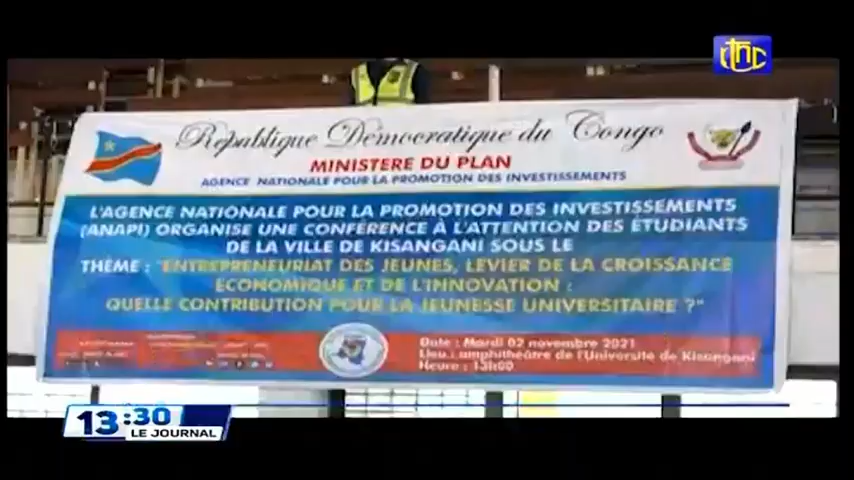 rtnc
République Démocratique du Congo
MINISTERE DU PLAN
AGENCE NATIONALE POUR LA PROMOTION DES INVESTISSEMENTS
L'AGENCE NATIONALE POUR LA PROMOTION DES INVESTISSEMENTS
(ANAPI) ORGANISE UNE CONFÉRENCE À L'ATTENTION DES ÉTUDIANTS
DE LA VILLE DE KISANGANI SOUS LE
THÈME : "ENTREPRENEURIAT DES JEUNES, LEVIER DE LA CROISSANCE
ÉCONOMIQUE ET DE L'INNOVATION :
QUELLE CONTRIBUTION POUR LA JEUNESSE UNIVERSITAIRE ?"
Date : Mardi 02 novembre 2021
Lieu : amphithéâtre de l'Université de Kisangani
Heure : 13h00
13:30
LE JOURNAL